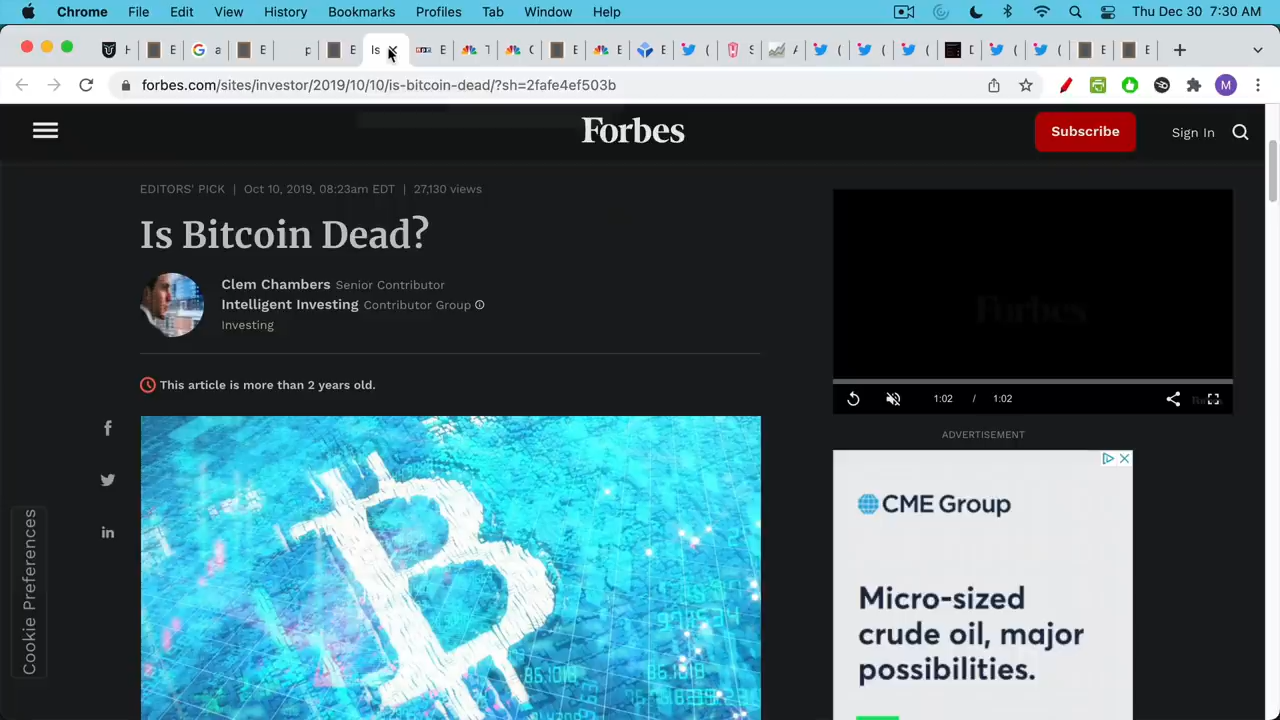 Chrome File Edit View History Bookmarks Profiles Tab Window Help Thu Dec 30 7:30 AM
Is
forbes.com/sites/investor/2019/10/10/is-bitcoin-dead/?sh=2fafe4ef503b M
Forbes
Subscribe
Sign In
EDITORS' PICK | Oct 10, 2019, 08:23am EDT | 27,130 views
Is Bitcoin Dead?
Clem Chambers Senior Contributor
Intelligent Investing Contributor Group
Investing
This article is more than 2 years old.
Forbes
1:02 / 1:02
ADVERTISEMENT
CME Group
Micro-sized
crude oil, major
possibilities.
Cookie Preferences
86.1018